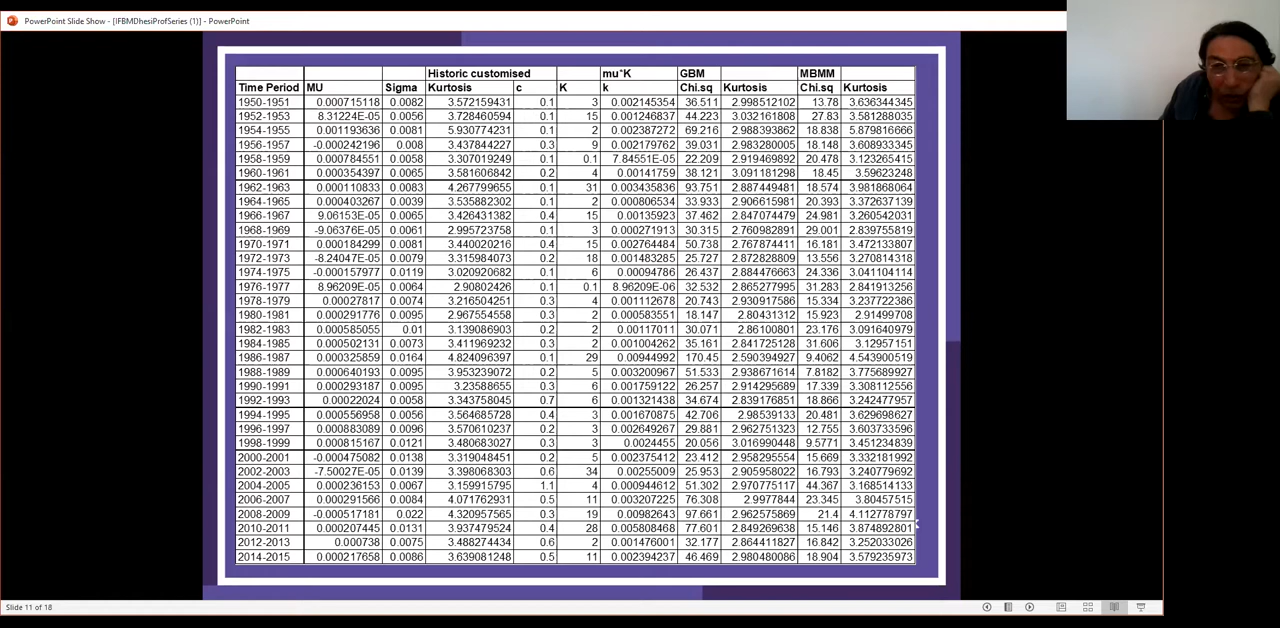 PowerPoint Slide Show - [IFBMDhesiProfSeries (1)] - PowerPoint
Historic customised mu*K GBM MBMM
Time Period MU Sigma Kurtosis c K k Chi.sq Kurtosis Chi.sq Kurtosis
1950-1951 0.000715118 0.0082 3.572159431 0.1 3 0.002145354 36.511 2.998512102 13.78 3.636344345
1952-1953 8.31224E-05 0.0056 3.728460594 0.1 15 0.001246837 44.223 3.032161808 27.83 3.581288035
1954-1955 0.001193636 0.0081 5.930774231 0.1 2 0.002387272 69.216 2.988393862 18.838 5.879816666
1956-1957 -0.000242196 0.008 3.437844227 0.3 9 0.002179762 39.031 2.983280005 18.148 3.608933345
1958-1959 0.000784551 0.0058 3.307019249 0.1 0.1 7.84551E-05 22.209 2.919469892 20.478 3.123265415
1960-1961 0.000354397 0.0065 3.581606842 0.2 4 0.00141759 38.121 3.091181298 18.45 3.59623248
1962-1963 0.000110833 0.0083 4.267799655 0.1 31 0.003435836 93.751 2.887449481 18.574 3.981868064
1964-1965 0.000403267 0.0039 3.535882302 0.1 2 0.000806534 33.933 2.906615981 20.393 3.372637139
1966-1967 9.06153E-05 0.0065 3.426431382 0.4 15 0.00135923 37.462 2.847074479 24.981 3.260542031
1968-1969 -9.06376E-05 0.0061 2.995723758 0.1 3 0.000271913 30.315 2.760982891 29.001 2.839755819
1970-1971 0.000184299 0.0081 3.440020216 0.4 15 0.002764484 50.738 2.767874411 16.181 3.472133807
1972-1973 -8.24047E-05 0.0079 3.315984073 0.2 18 0.001483285 25.727 2.872828809 13.556 3.270814318
1974-1975 -0.000157977 0.0119 3.020920682 0.1 6 0.00094786 26.437 2.884476663 24.336 3.041104114
1976-1977 8.96209E-05 0.0064 2.90802426 0.1 0.1 8.96209E-06 32.532 2.865277995 31.283 2.841913256
1978-1979 0.00027817 0.0074 3.216504251 0.3 4 0.001112678 20.743 2.930917586 15.334 3.237722386
1980-1981 0.000291776 0.0095 2.967554558 0.3 2 0.000583551 18.147 2.80431312 15.923 2.91499708
1982-1983 0.000585055 0.01 3.139086903 0.2 2 0.00117011 30.071 2.86100801 23.176 3.091640979
1984-1985 0.000502131 0.0073 3.411969232 0.3 2 0.001004262 35.161 2.841725128 31.606 3.12957151
1986-1987 0.000325859 0.0164 4.824096397 0.1 29 0.00944992 170.45 2.590394927 9.4062 4.543900519
1988-1989 0.000640193 0.0095 3.953239072 0.2 5 0.003200967 51.533 2.938671614 7.8182 3.775689927
1990-1991 0.000293187 0.0095 3.23588655 0.3 6 0.001759122 26.257 2.914295689 17.339 3.308112556
1992-1993 0.00022024 0.0058 3.343758045 0.7 6 0.001321438 34.674 2.839176851 18.866 3.242477957
1994-1995 0.000556958 0.0056 3.564685728 0.4 3 0.001670875 42.706 2.98539133 20.481 3.629698627
1996-1997 0.000883089 0.0096 3.570610237 0.2 3 0.002649267 29.881 2.962751323 12.755 3.603733596
1998-1999 0.000815167 0.0121 3.480683027 0.3 3 0.0024455 20.056 3.016990448 9.5771 3.451234839
2000-2001 -0.000475082 0.0138 3.319048451 0.2 5 0.002375412 23.412 2.958295554 15.669 3.332181992
2002-2003 -7.50027E-05 0.0139 3.398068303 0.6 34 0.00255009 25.953 2.905958022 16.793 3.240779692
2004-2005 0.000236153 0.0067 3.159915795 1.1 4 0.000944612 51.302 2.970775117 44.367 3.168514133
2006-2007 0.000291566 0.0084 4.071762931 0.5 11 0.003207225 76.308 2.9977844 23.345 3.80457515
2008-2009 -0.000517181 0.022 4.320957565 0.3 19 0.00982643 97.661 2.962575869 21.4 4.112778797
2010-2011 0.000207445 0.0131 3.937479524 0.4 28 0.005808468 77.601 2.849269638 15.146 3.874892801
2012-2013 0.000738 0.0075 3.488274434 0.6 2 0.001476001 32.177 2.864411827 16.842 3.252033026
2014-2015 0.000217658 0.0086 3.639081248 0.5 11 0.002394237 46.469 2.980480086 18.904 3.579235973
Slide 11 of 18